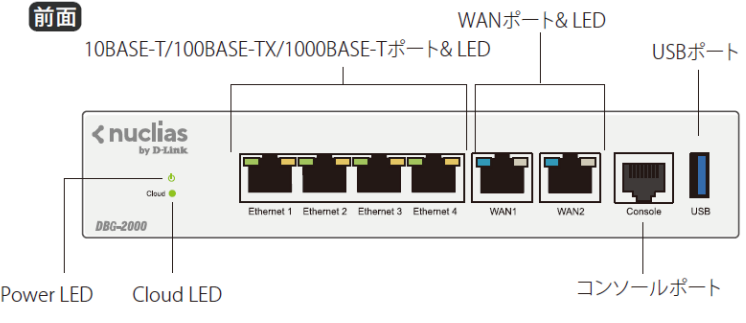 前面
WANポート& LED
10BASE-T/100BASE-TX/1000BASE-Tポート& LED
USBポート
nuclias
by D-Link
Cloud
DBG-2000
Ethernet 1 Ethernet 2 Ethernet 3 Ethernet 4 WAN1 WAN2 Console USB
Power LED Cloud LED コンソールポート